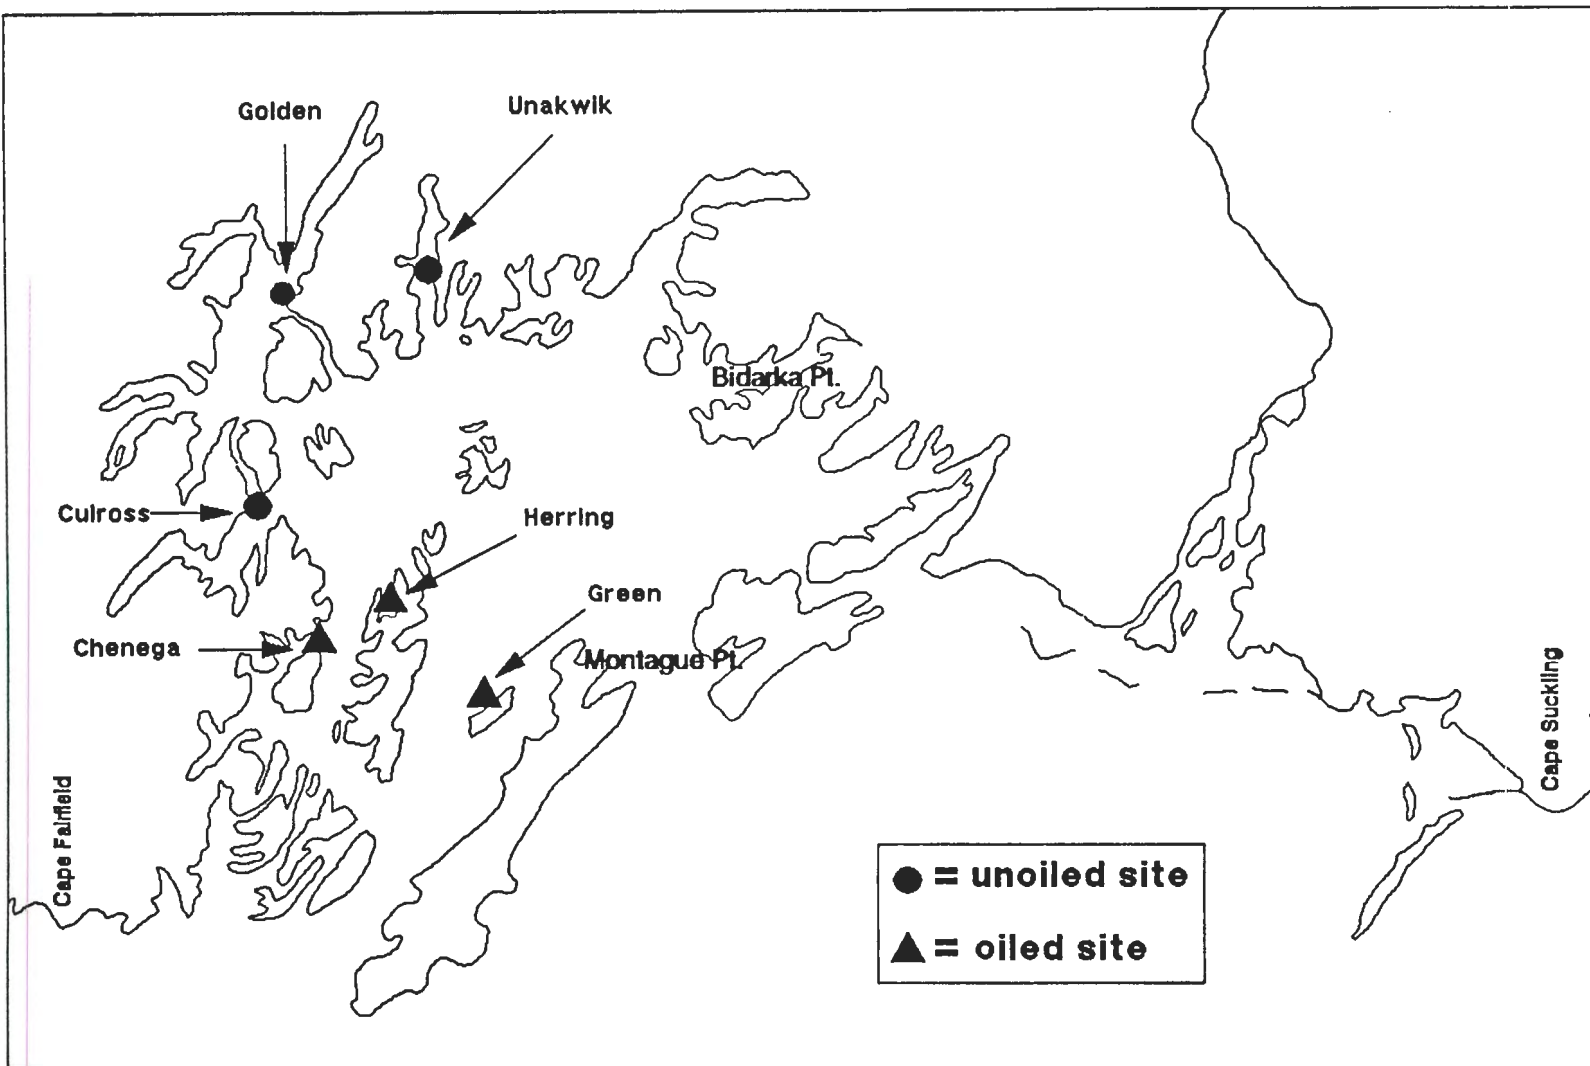 Golden
Unakwik
Bidarka Pt.
Culross
Herring
Green
Chenega
Montague Pt.
Cape Suckling
Cape Fairfield
= unoiled site
= oiled site